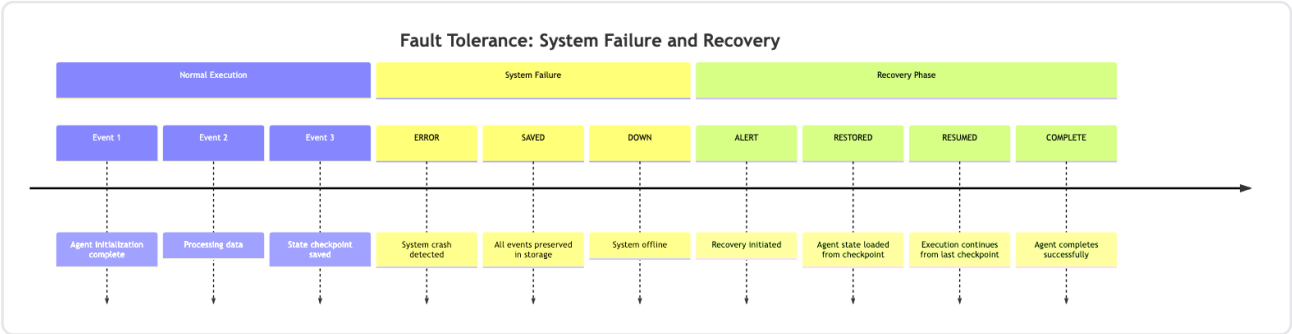 Fault Tolerance: System Failure and Recovery
Normal Execution
System Failure
Recovery Phase
Event 1
Event 2
Event 3
ERROR
SAVED
DOWN
ALERT
RESTORED
RESUMED
COMPLETE
Agent Initialization
complete
Processing data
State checkpoint
saved
System crash
detected
All events preserved
in storage
System offline
Recovery initiated
Agent state loaded
from checkpoint
Execution continues
from last checkpoint
Agent completes
successfully